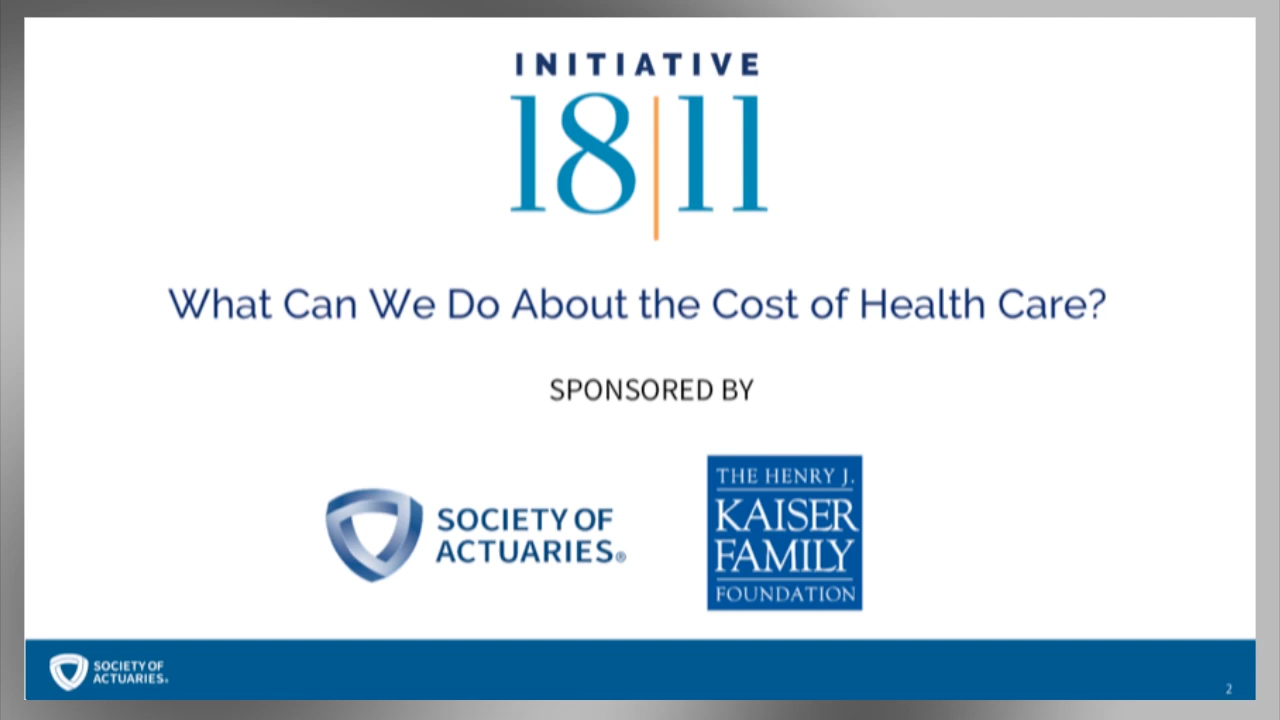 INITIATIVE
18|11
What Can We Do About the Cost of Health Care?
SPONSORED BY
SOCIETY OF
ACTUARIES®
THE HENRY J.
KAISER
FAMILY
FOUNDATION
SOCIETY OF
ACTUARIES®
2